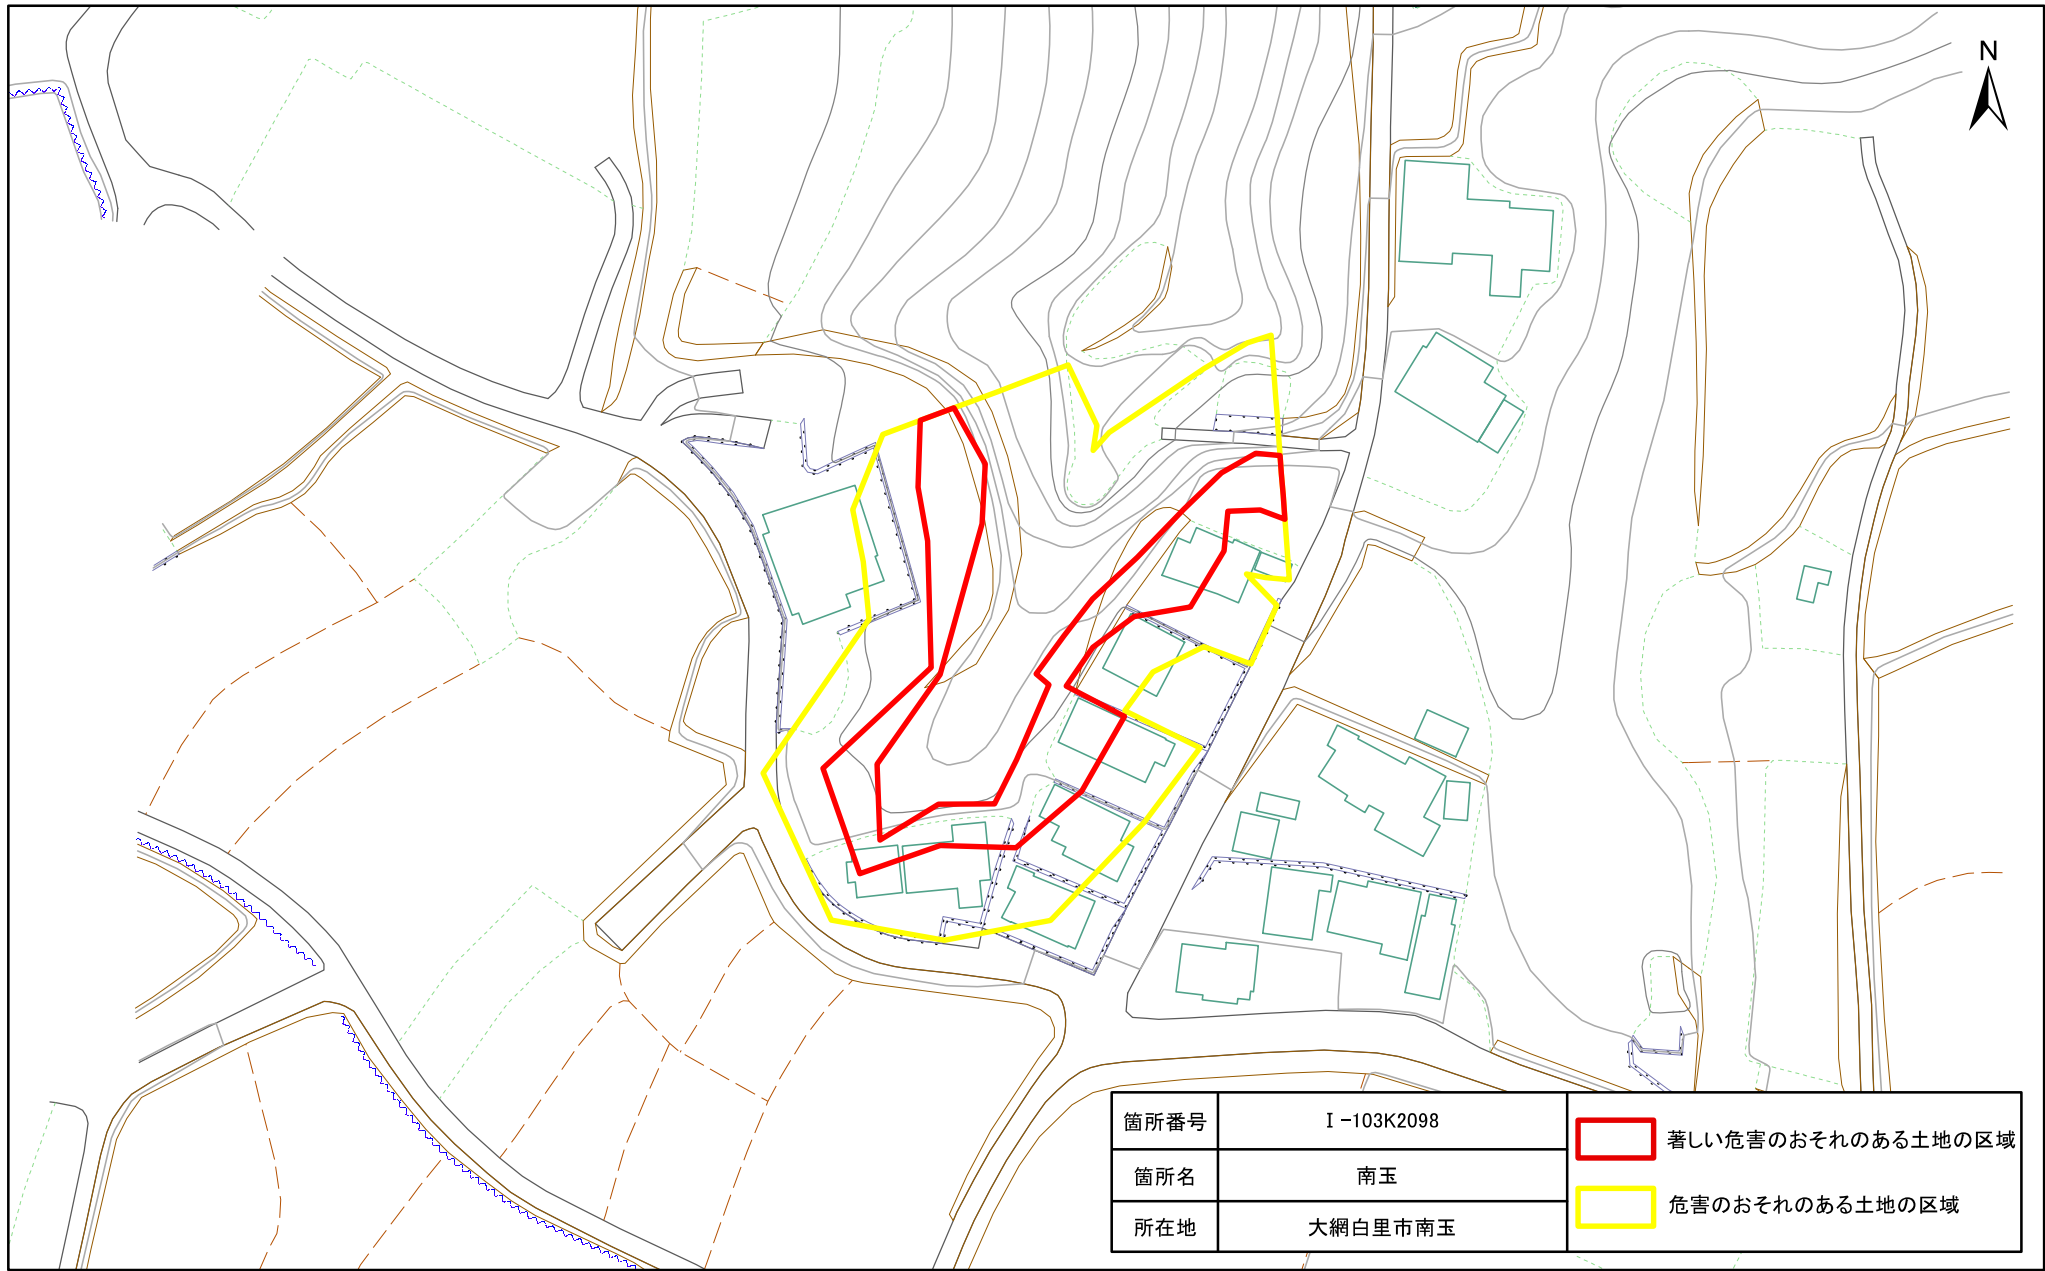 N
箇所番号 Ⅰ-103K2098
箇所名 南玉
所在地 大網白里市南玉
著しい危害のおそれのある土地の区域
危害のおそれのある土地の区域